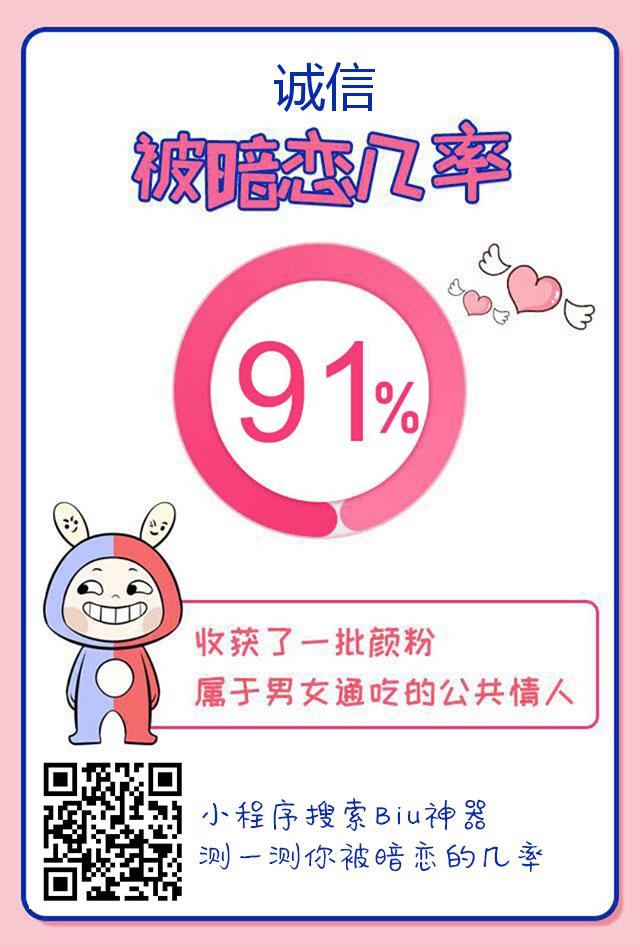 诚信
被暗恋几率
91%
收获了一批颜粉
属于男女通吃的公共情人
小程序搜索Biu神器
测一测你被暗恋的几率